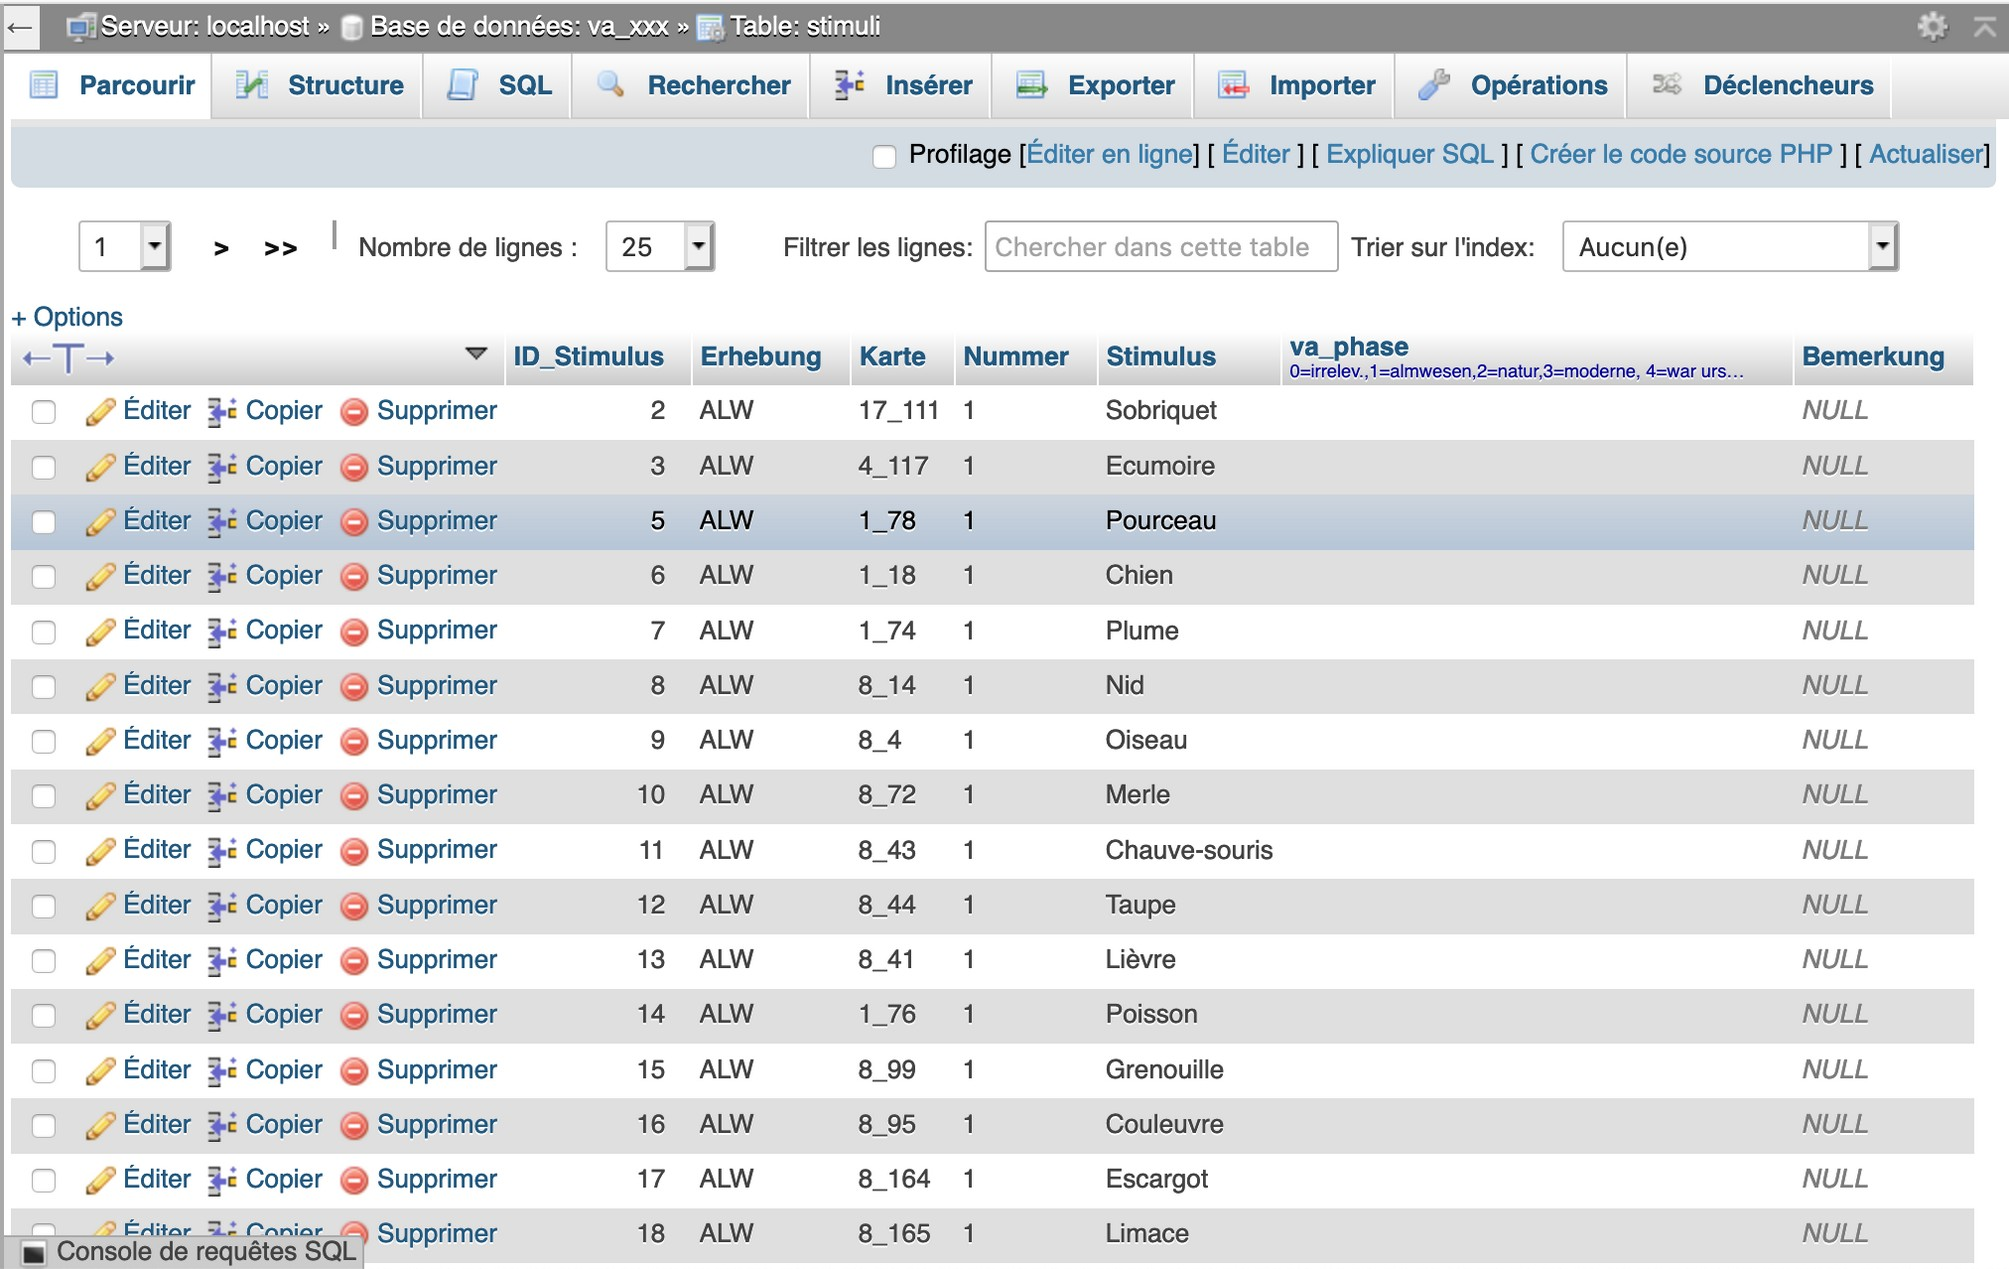 ← Serveur: localhost » Base de données: va_xxx » Table: stimuli
Parcourir Structure SQL Rechercher Insérer Exporter Importer Opérations Déclencheurs
Profilage [Éditer en ligne] [ Éditer ] [ Expliquer SQL ] [ Créer le code source PHP ] [ Actualiser]
1 > >> | Nombre de lignes : 25 Filtrer les lignes: Chercher dans cette table Trier sur l'index: Aucun(e)
+ Options
←T→ ID_Stimulus Erhebung Karte Nummer Stimulus va_phase Bemerkung
0=irrelev.,1=almwesen,2=natur,3=moderne, 4=war urs...
Éditer Copier Supprimer 2 ALW 17_111 1 Sobriquet NULL
Éditer Copier Supprimer 3 ALW 4_117 1 Ecumoire NULL
Éditer Copier Supprimer 5 ALW 1_78 1 Pourceau NULL
Éditer Copier Supprimer 6 ALW 1_18 1 Chien NULL
Éditer Copier Supprimer 7 ALW 1_74 1 Plume NULL
Éditer Copier Supprimer 8 ALW 8_14 1 Nid NULL
Éditer Copier Supprimer 9 ALW 8_4 1 Oiseau NULL
Éditer Copier Supprimer 10 ALW 8_72 1 Merle NULL
Éditer Copier Supprimer 11 ALW 8_43 1 Chauve-souris NULL
Éditer Copier Supprimer 12 ALW 8_44 1 Taupe NULL
Éditer Copier Supprimer 13 ALW 8_41 1 Lièvre NULL
Éditer Copier Supprimer 14 ALW 1_76 1 Poisson NULL
Éditer Copier Supprimer 15 ALW 8_99 1 Grenouille NULL
Éditer Copier Supprimer 16 ALW 8_95 1 Couleuvre NULL
Éditer Copier Supprimer 17 ALW 8_164 1 Escargot NULL
Éditer Copier Supprimer 18 ALW 8_165 1 Limace NULL
Console de requêtes SQL